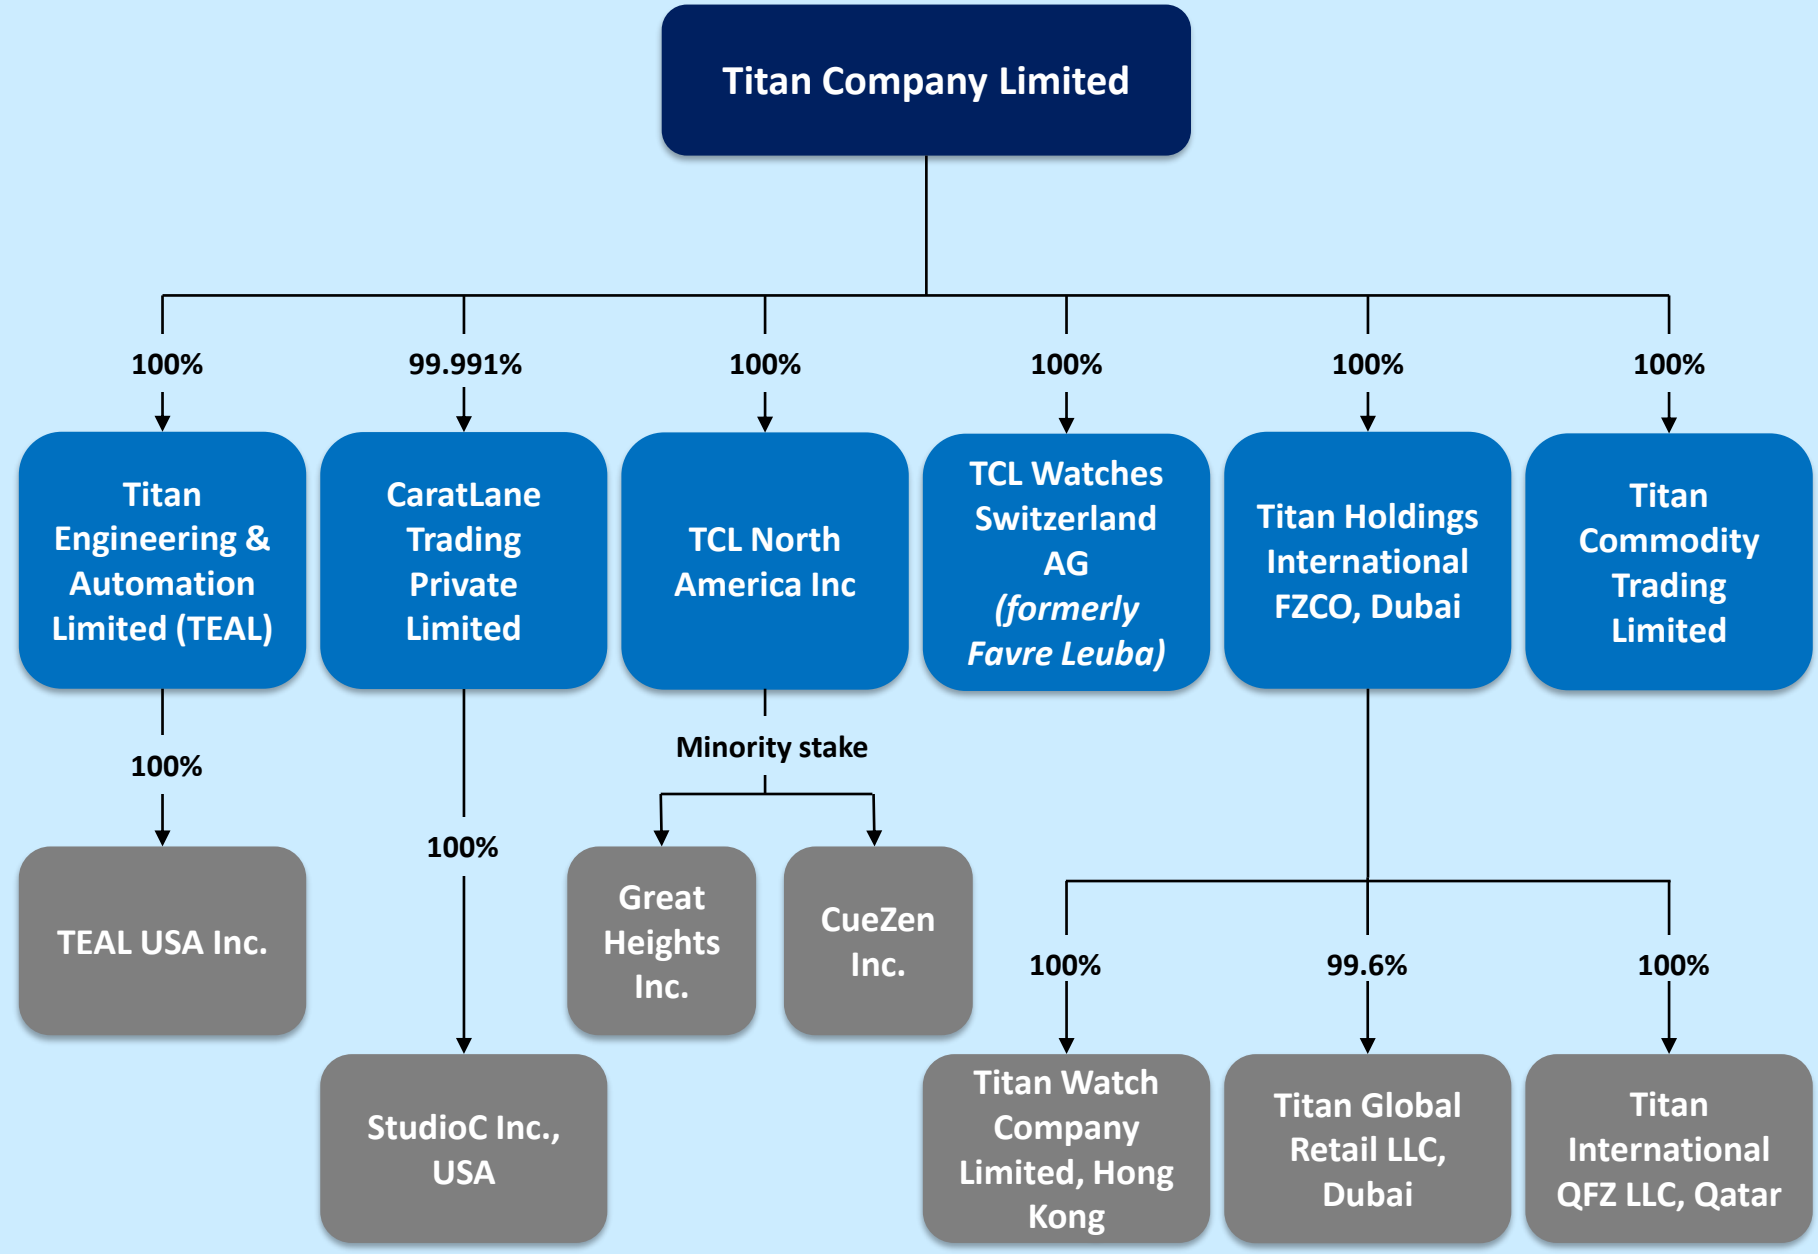 Titan Company Limited
100%
99.991%
100%
100%
100%
100%
Titan
Engineering &
Automation
Limited (TEAL)
CaratLane
Trading
Private
Limited
TCL North
America Inc
TCL Watches
Switzerland
AG
(formerly
Favre Leuba)
Titan Holdings
International
FZCO, Dubai
Titan
Commodity
Trading
Limited
100%
100%
Minority stake
TEAL USA Inc.
StudioC Inc.,
USA
Great
Heights
Inc.
CueZen
Inc.
100%
99.6%
100%
Titan Watch
Company
Limited, Hong
Kong
Titan Global
Retail LLC,
Dubai
Titan
International
QFZ LLC, Qatar